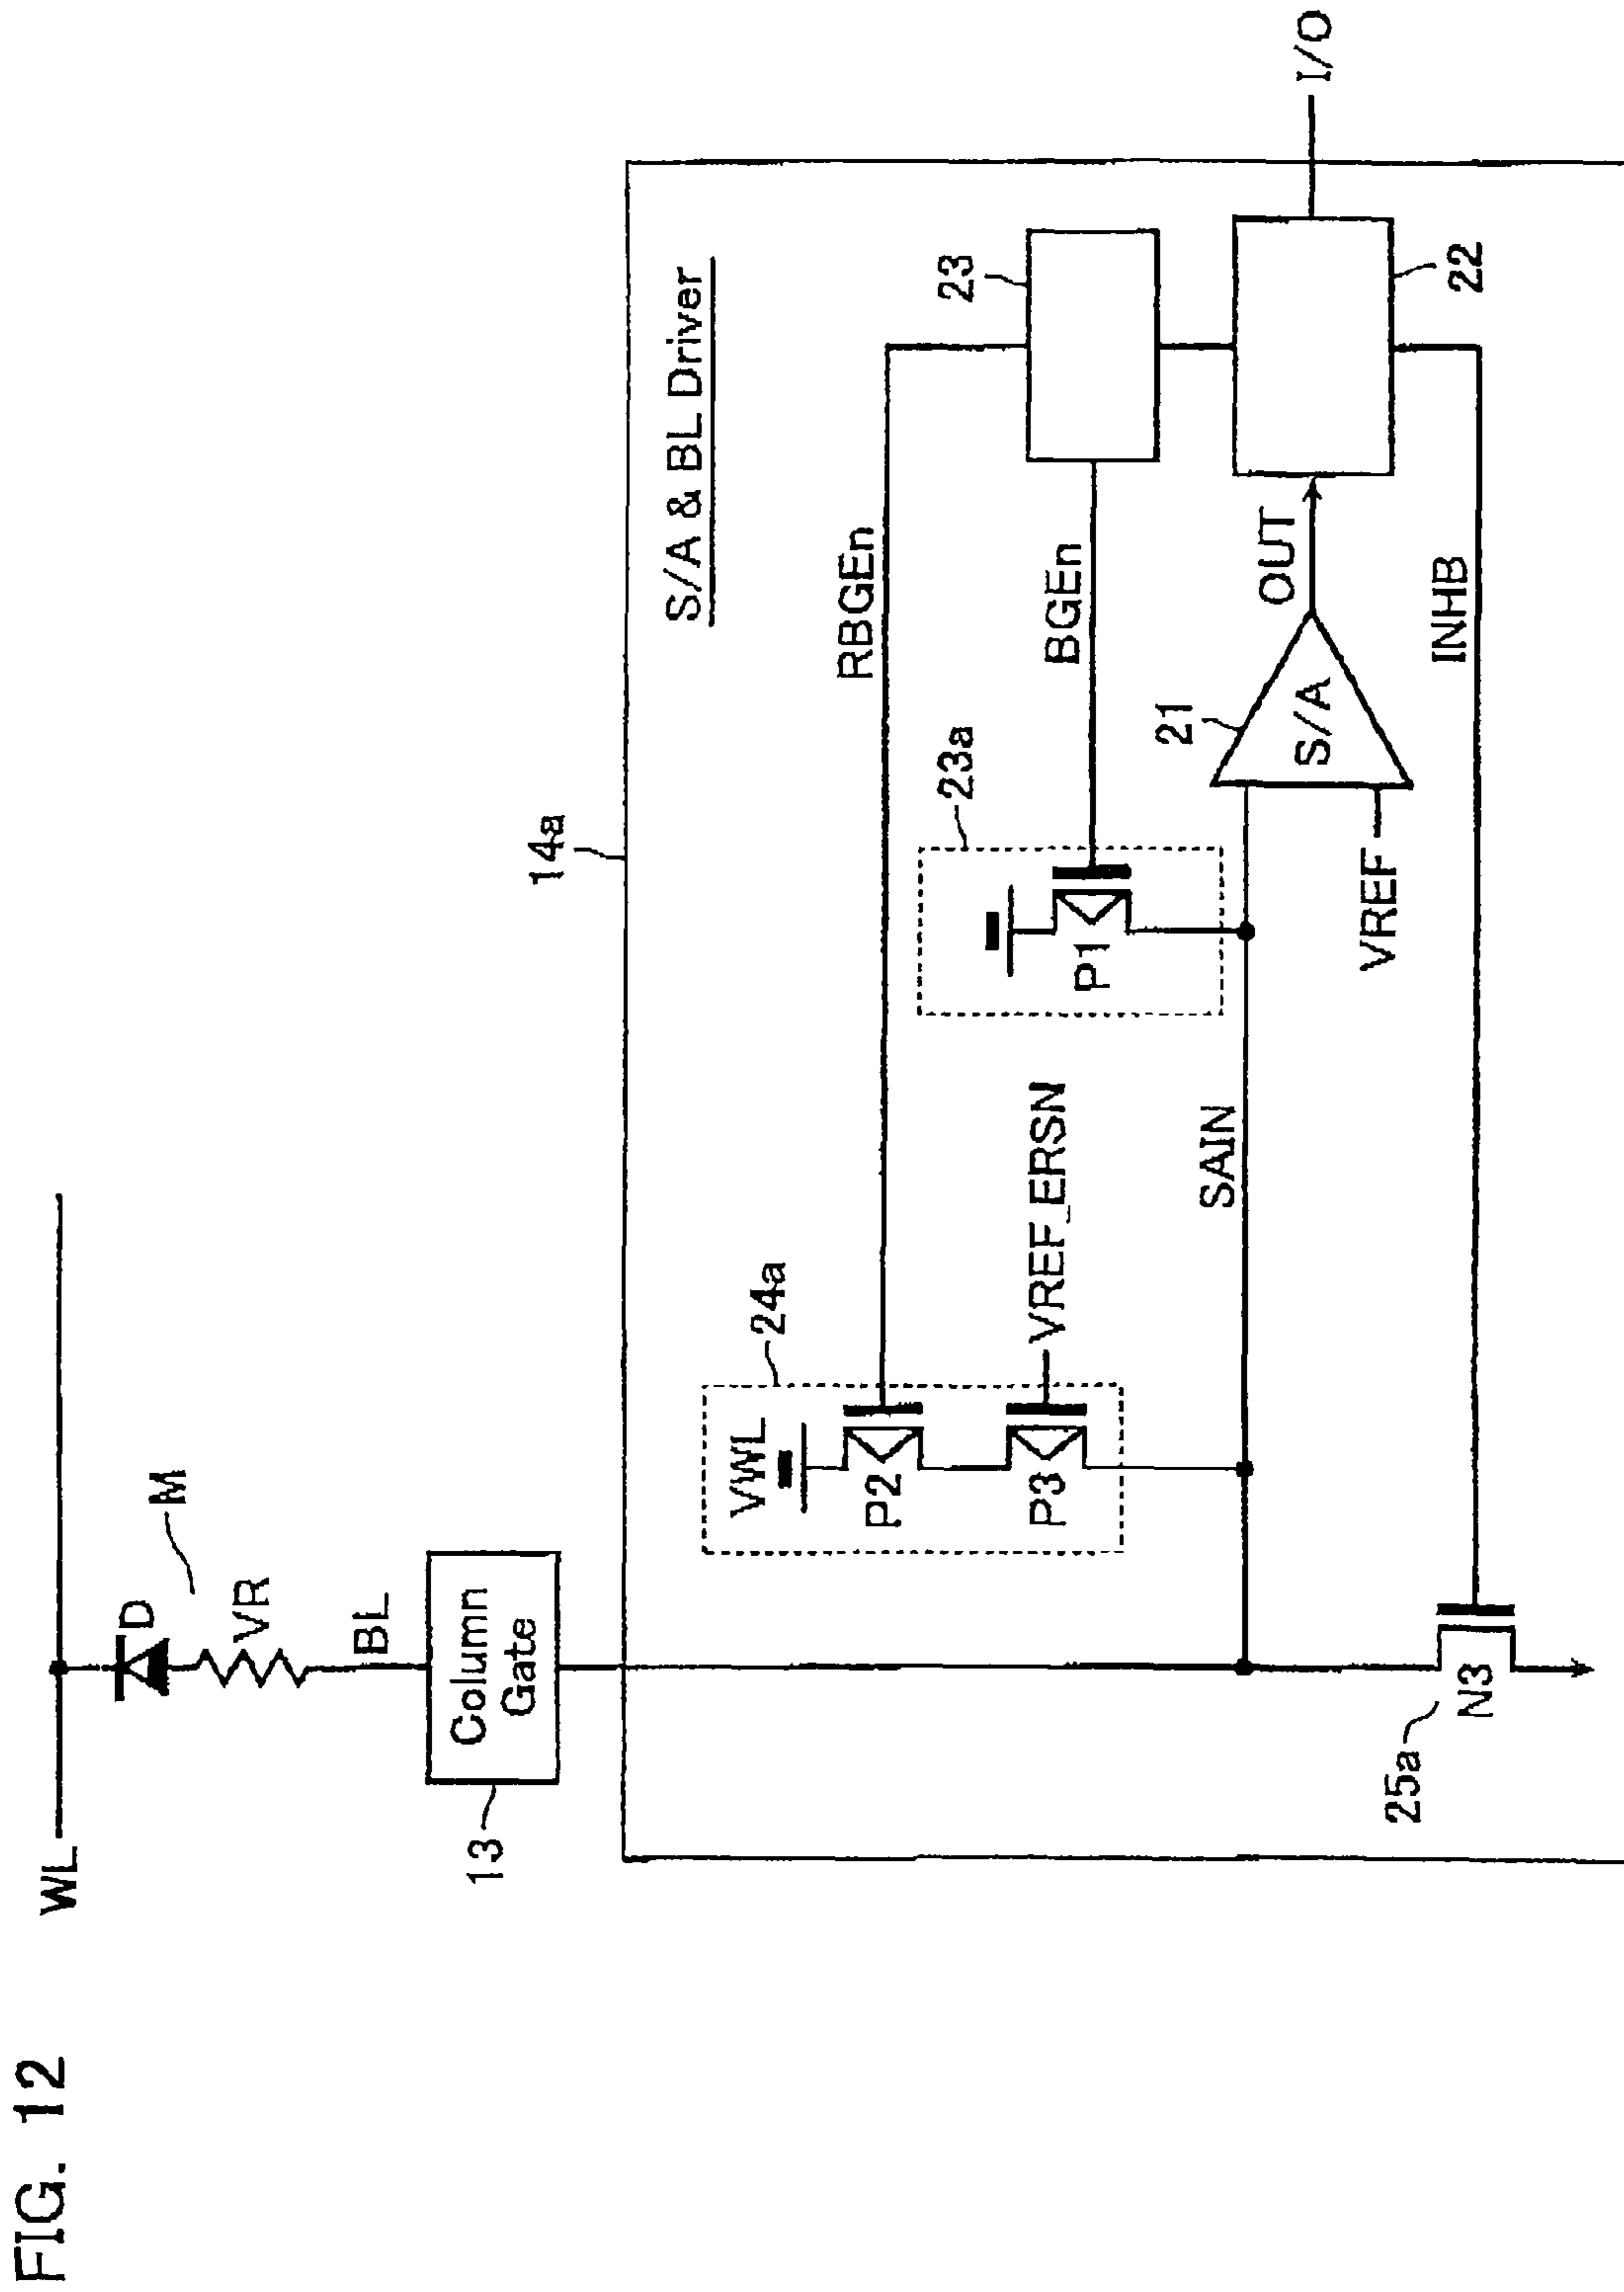 FIG. 12
WL
D
M
VR
BL
Column
Gate
13
14a
S/A & BL Driver
24a
VWL
P2
P3
VREF_ERSN
RBGEn
23
23a
P1
BGEn
SAIN
21
S/A
VREF
OUT
22
I/O
INHB
25a
N3